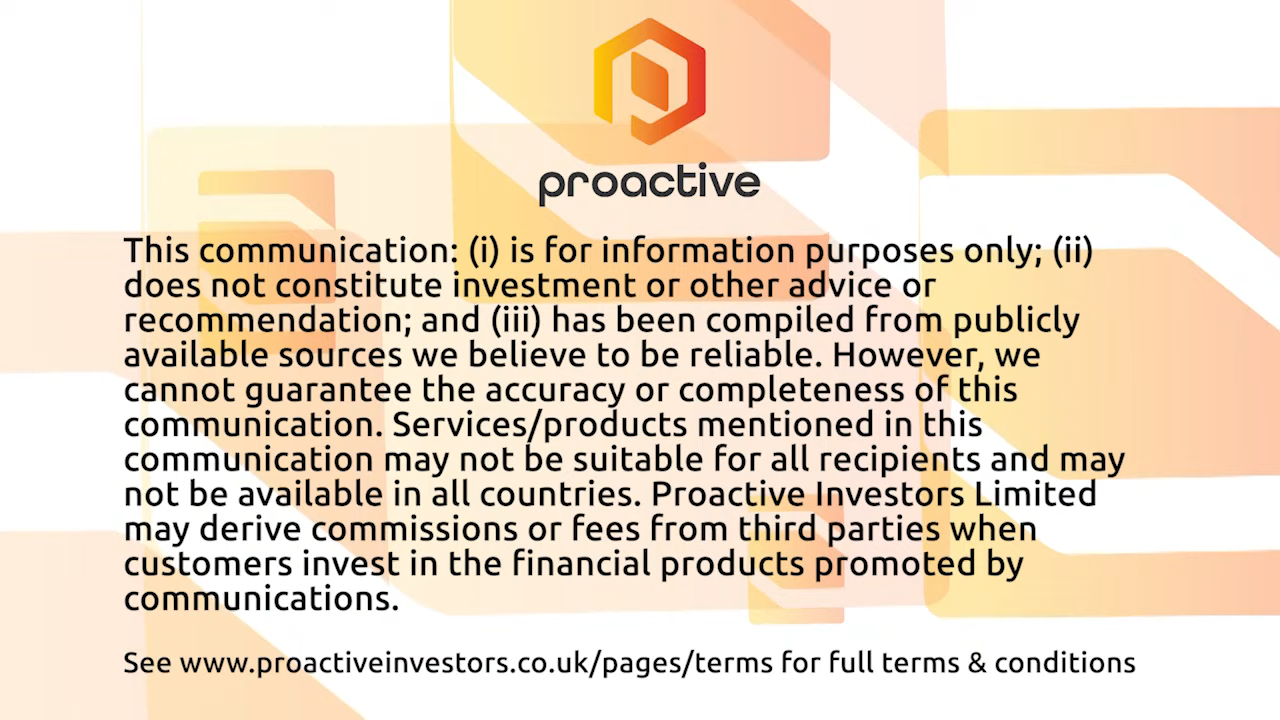 proactive
This communication: (i) is for information purposes only; (ii)
does not constitute investment or other advice or
recommendation; and (iii) has been compiled from publicly
available sources we believe to be reliable. However, we
cannot guarantee the accuracy or completeness of this
communication. Services/products mentioned in this
communication may not be suitable for all recipients and may
not be available in all countries. Proactive Investors Limited
may derive commissions or fees from third parties when
customers invest in the financial products promoted by
communications.
See www.proactiveinvestors.co.uk/pages/terms for full terms & conditions